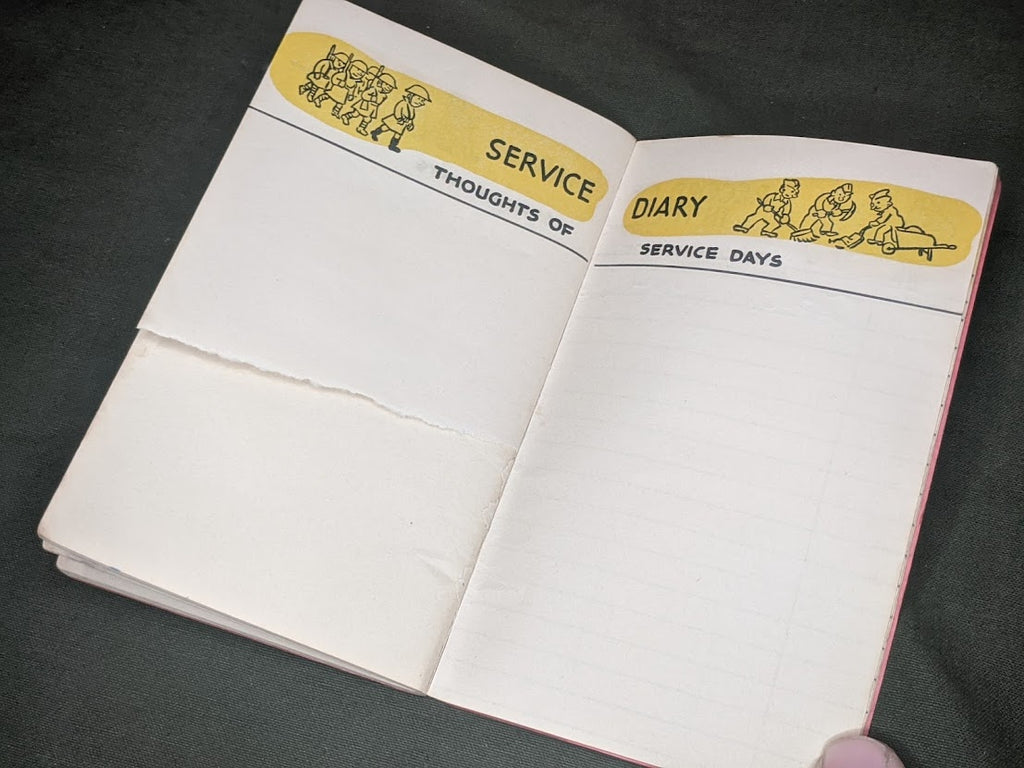 SERVICE
THOUGHTS OF
DIARY
SERVICE DAYS